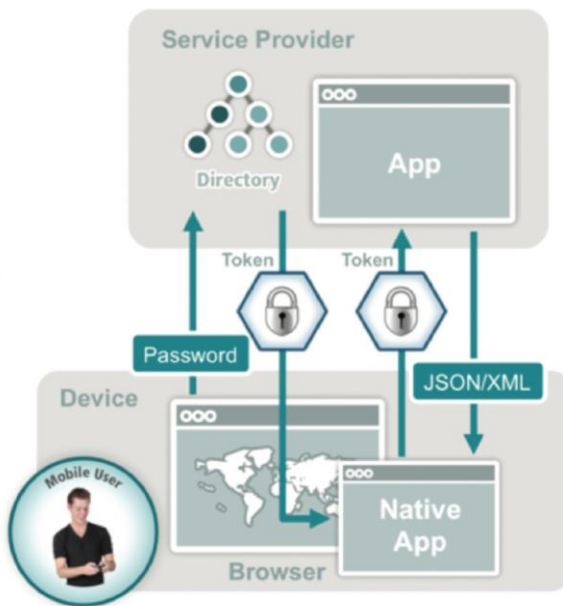 Service Provider
Directory
App
Token
Token
Password
JSON/XML
Device
Mobile User
Native
App
Browser